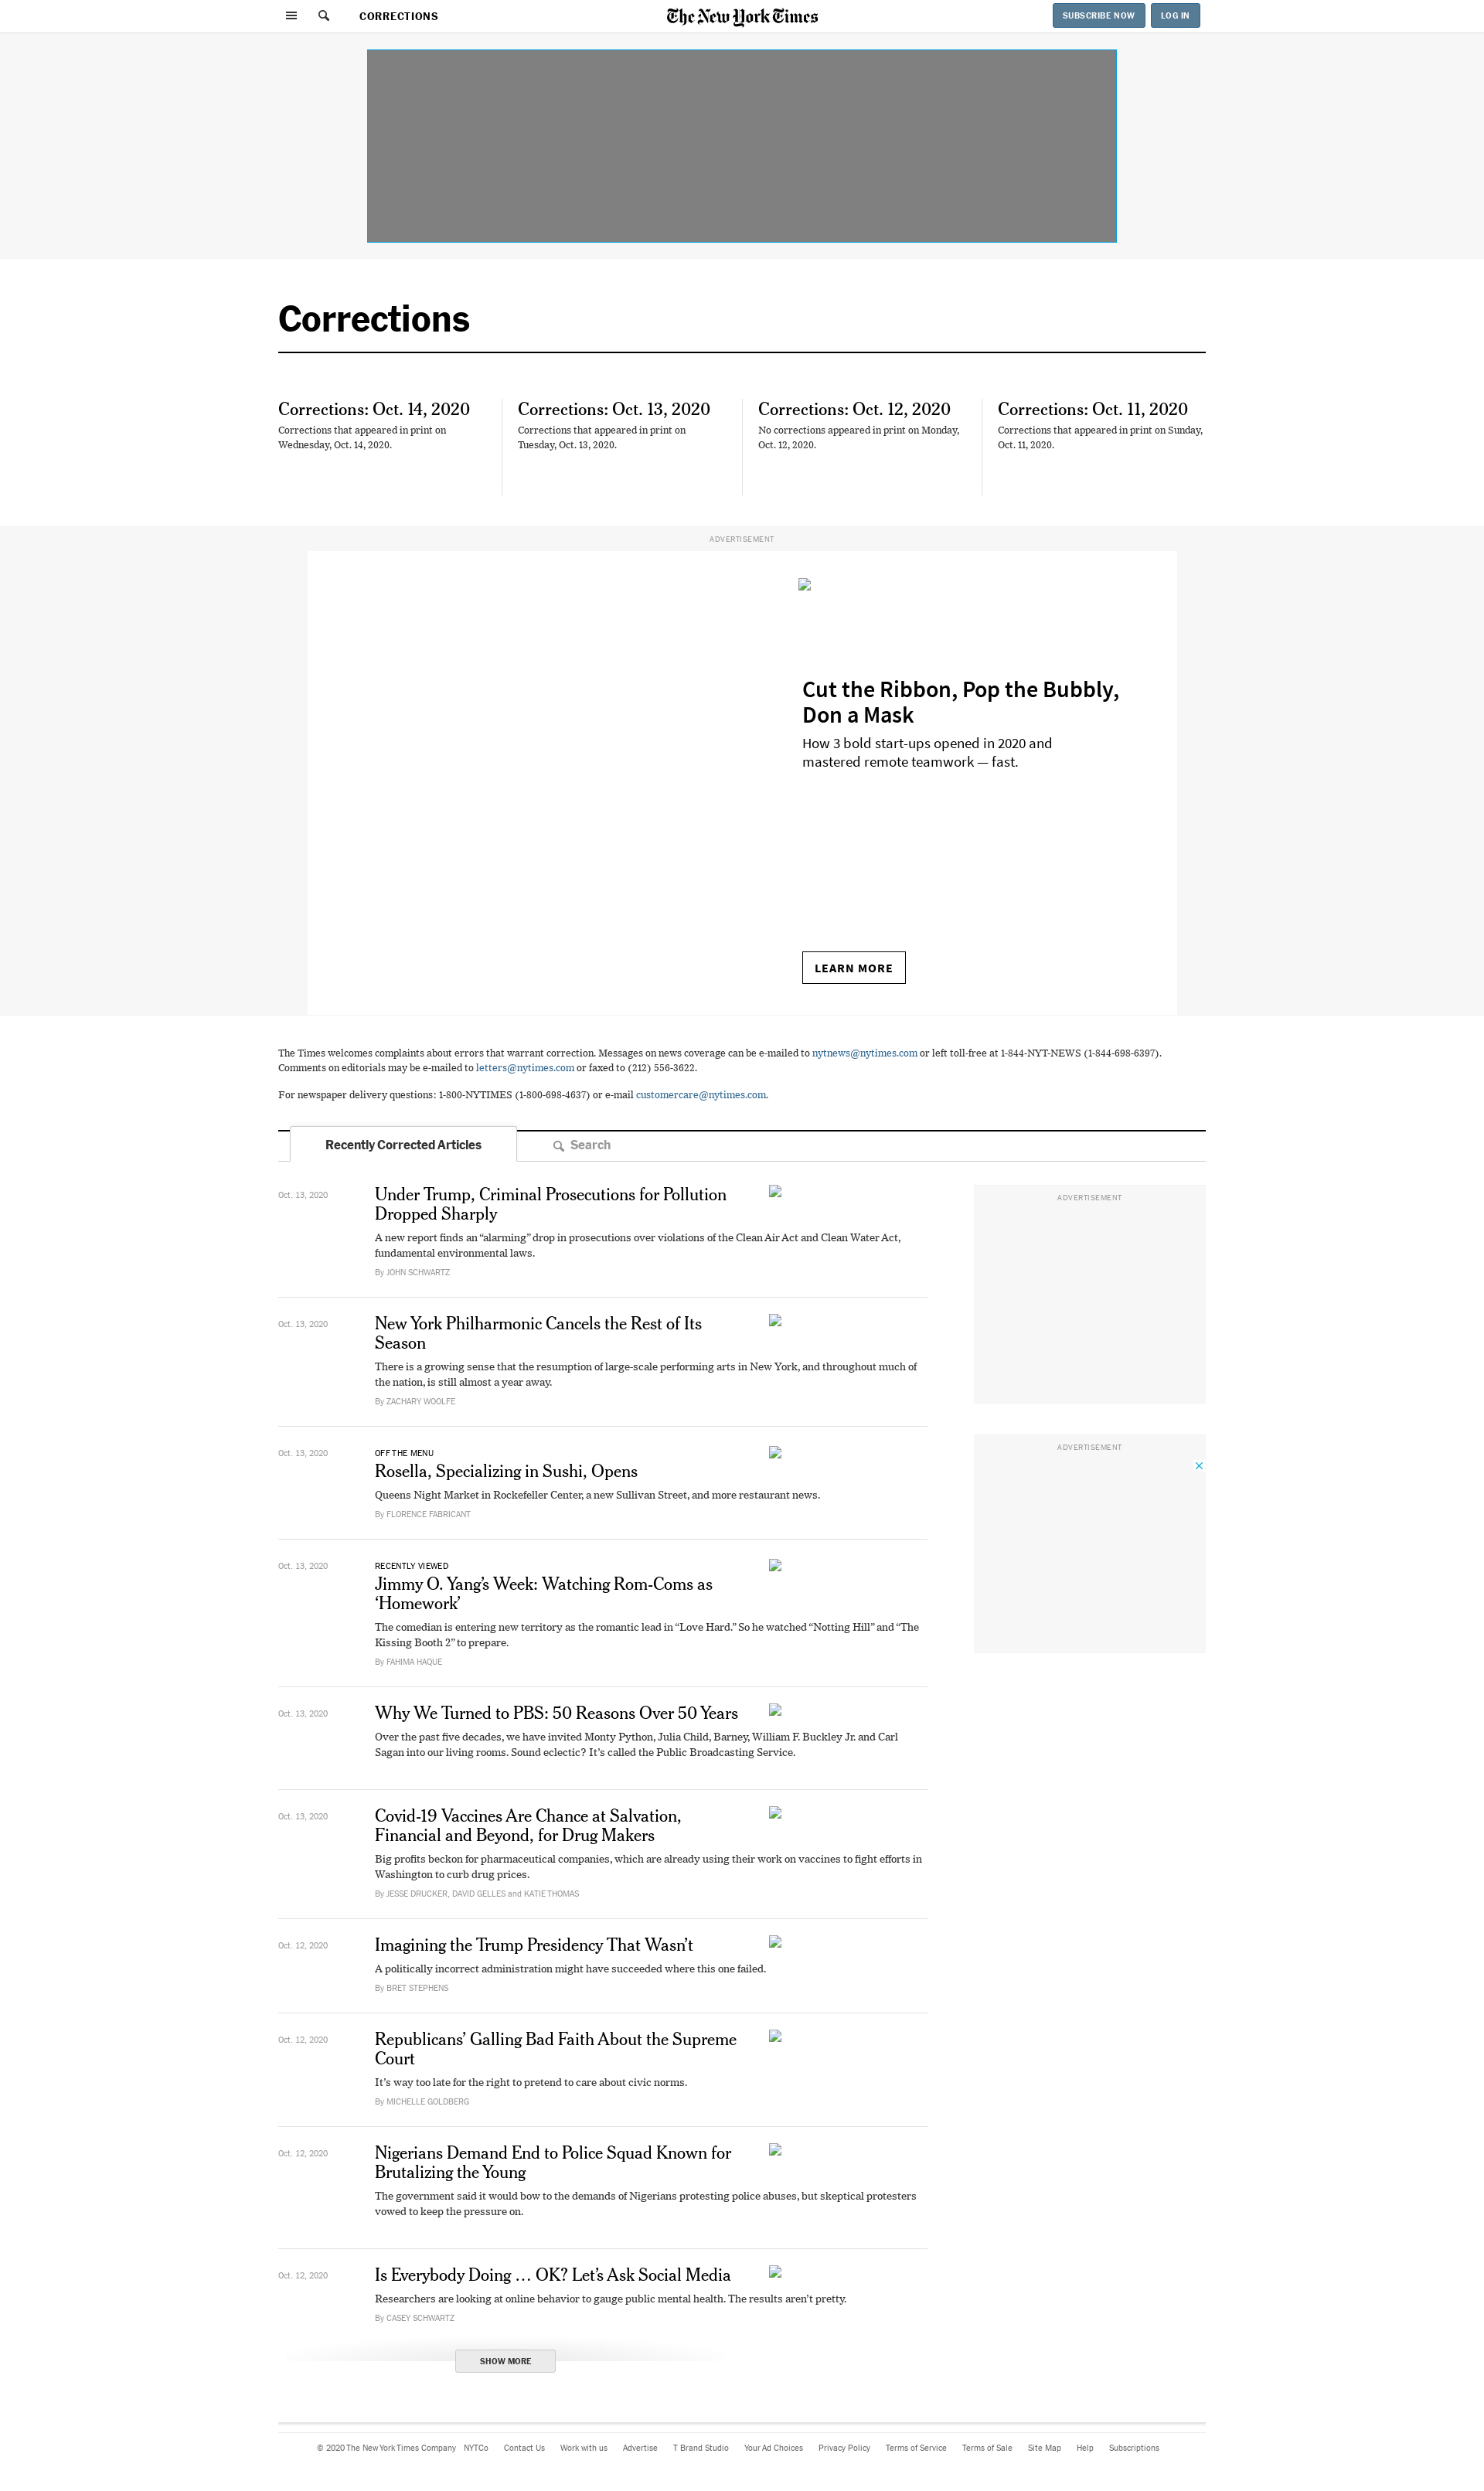 CORRECTIONS
The New York Times
SUBSCRIBE NOW
LOG IN
Corrections
Corrections: Oct. 14, 2020
Corrections that appeared in print on
Wednesday, Oct. 14, 2020.
Corrections: Oct. 13, 2020
Corrections that appeared in print on
Tuesday, Oct. 13, 2020.
Corrections: Oct. 12, 2020
No corrections appeared in print on Monday,
Oct. 12, 2020.
Corrections: Oct. 11, 2020
Corrections that appeared in print on Sunday,
Oct. 11, 2020.
ADVERTISEMENT
Cut the Ribbon, Pop the Bubbly,
Don a Mask
How 3 bold start-ups opened in 2020 and
mastered remote teamwork — fast.
LEARN MORE
The Times welcomes complaints about errors that warrant correction. Messages on news coverage can be e-mailed to nytnews@nytimes.com or left toll-free at 1-844-NYT-NEWS (1-844-698-6397).
Comments on editorials may be e-mailed to letters@nytimes.com or faxed to (212) 556-3622.
For newspaper delivery questions: 1-800-NYTIMES (1-800-698-4637) or e-mail customercare@nytimes.com.
Recently Corrected Articles
Search
Oct. 13, 2020
Under Trump, Criminal Prosecutions for Pollution
Dropped Sharply
A new report finds an “alarming” drop in prosecutions over violations of the Clean Air Act and Clean Water Act,
fundamental environmental laws.
By JOHN SCHWARTZ
ADVERTISEMENT
Oct. 13, 2020
New York Philharmonic Cancels the Rest of Its
Season
There is a growing sense that the resumption of large-scale performing arts in New York, and throughout much of
the nation, is still almost a year away.
By ZACHARY WOOLFE
ADVERTISEMENT
Oct. 13, 2020
OFF THE MENU
Rosella, Specializing in Sushi, Opens
Queens Night Market in Rockefeller Center, a new Sullivan Street, and more restaurant news.
By FLORENCE FABRICANT
Oct. 13, 2020
RECENTLY VIEWED
Jimmy O. Yang’s Week: Watching Rom-Coms as
‘Homework’
The comedian is entering new territory as the romantic lead in “Love Hard.” So he watched “Notting Hill” and “The
Kissing Booth 2” to prepare.
By FAHIMA HAQUE
Oct. 13, 2020
Why We Turned to PBS: 50 Reasons Over 50 Years
Over the past five decades, we have invited Monty Python, Julia Child, Barney, William F. Buckley Jr. and Carl
Sagan into our living rooms. Sound eclectic? It’s called the Public Broadcasting Service.
Oct. 13, 2020
Covid-19 Vaccines Are Chance at Salvation,
Financial and Beyond, for Drug Makers
Big profits beckon for pharmaceutical companies, which are already using their work on vaccines to fight efforts in
Washington to curb drug prices.
By JESSE DRUCKER, DAVID GELLES and KATIE THOMAS
Oct. 12, 2020
Imagining the Trump Presidency That Wasn’t
A politically incorrect administration might have succeeded where this one failed.
By BRET STEPHENS
Oct. 12, 2020
Republicans’ Galling Bad Faith About the Supreme
Court
It’s way too late for the right to pretend to care about civic norms.
By MICHELLE GOLDBERG
Oct. 12, 2020
Nigerians Demand End to Police Squad Known for
Brutalizing the Young
The government said it would bow to the demands of Nigerians protesting police abuses, but skeptical protesters
vowed to keep the pressure on.
Oct. 12, 2020
Is Everybody Doing … OK? Let’s Ask Social Media
Researchers are looking at online behavior to gauge public mental health. The results aren’t pretty.
By CASEY SCHWARTZ
SHOW MORE
© 2020 The New York Times Company NYTCo Contact Us Work with us Advertise T Brand Studio Your Ad Choices Privacy Policy Terms of Service Terms of Sale Site Map Help Subscriptions